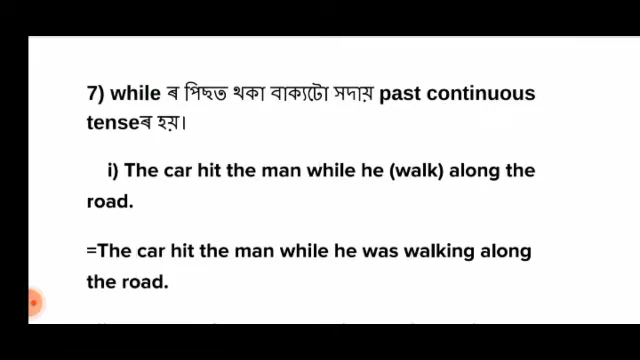 7) while ৰ পিছত থকা বাক্যটো সদায় past continuous
tenseৰ হয়।
i) The car hit the man while he (walk) along the
road.
=The car hit the man while he was walking along
the road.